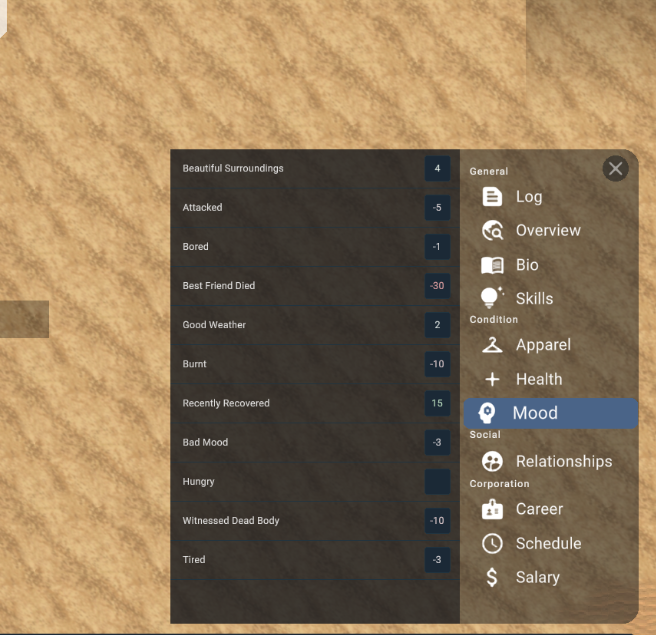 Beautiful Surroundings 4
Attacked -5
Bored -1
Best Friend Died -30
Good Weather 2
Burnt -10
Recently Recovered 15
Bad Mood -3
Hungry
Witnessed Dead Body -10
Tired -3
General
Log
Overview
Bio
Skills
Condition
Apparel
Health
Mood
Social
Relationships
Corporation
Career
Schedule
Salary